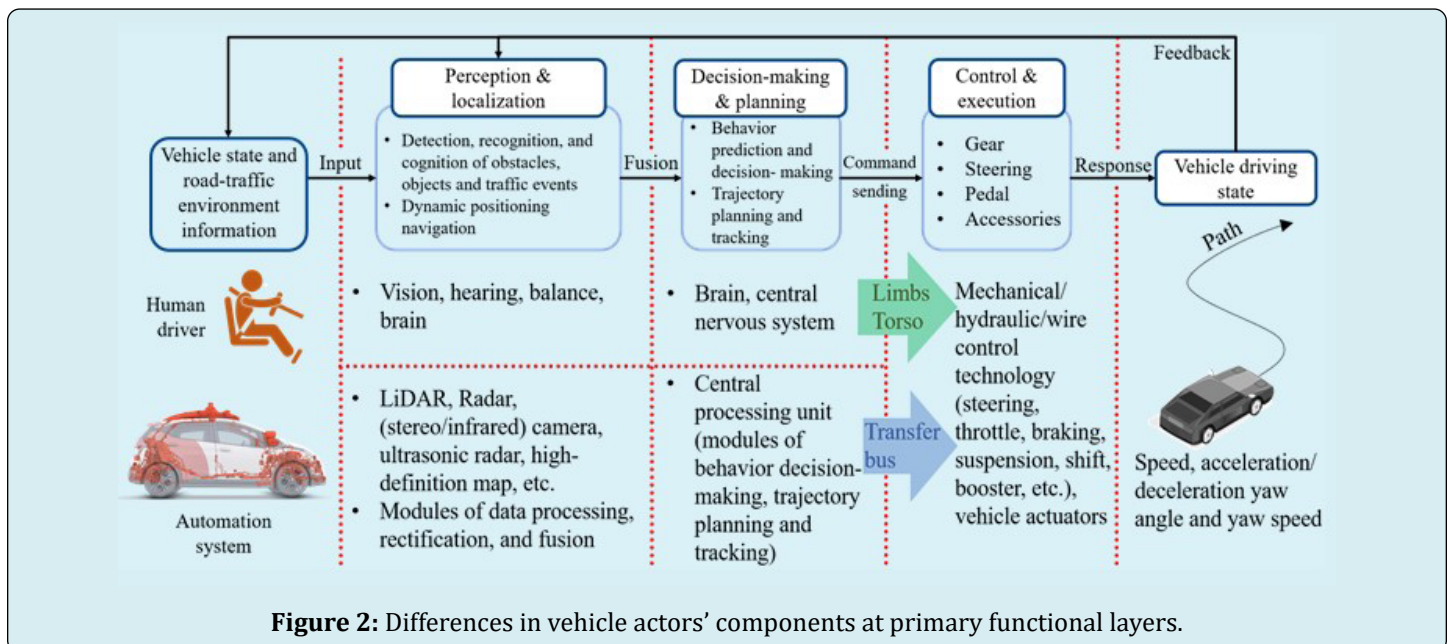 Feedback
Perception &
localization
Decision-making
& planning
Control &
execution
Vehicle state and
road-traffic
environment
information
Input
• Detection, recognition, and
cognition of obstacles,
objects and traffic events
• Dynamic positioning
navigation
Fusion
• Behavior
prediction and
decision- making
• Trajectory
planning and
tracking
Command
sending
• Gear
• Steering
• Pedal
• Accessories
Response
Vehicle driving
state
Path
Human
driver
• Vision, hearing, balance,
brain
• Brain, central
nervous system
Limbs
Torso
Mechanical/
hydraulic/wire
control
technology
(steering,
throttle, braking,
suspension, shift,
booster, etc.),
vehicle actuators
Automation
system
• LiDAR, Radar,
(stereo/infrared) camera,
ultrasonic radar, high-
definition map, etc.
• Modules of data processing,
rectification, and fusion
• Central
processing unit
(modules of
behavior decision-
making, trajectory
planning and
tracking)
Transfer
bus
Speed, acceleration/
deceleration yaw
angle and yaw speed
Figure 2: Differences in vehicle actors’ components at primary functional layers.